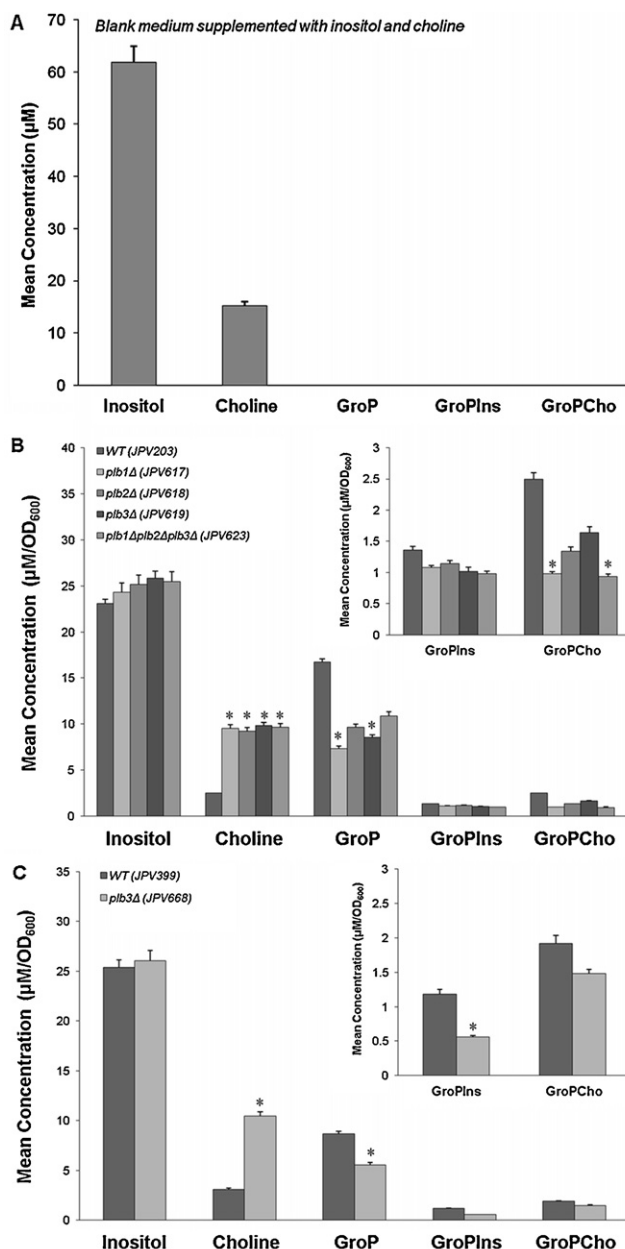 A
Blank medium supplemented with inositol and choline
Mean Concentration (µM)
70
60
50
40
30
20
10
0
Inositol Choline GroP GroPIns GroPCho
B
Mean Concentration (µM/OD600)
40
35
30
25
20
15
10
5
0
WT (JPV203)
plb1Δ (JPV617)
plb2Δ (JPV618)
plb3Δ (JPV619)
plb1Δplb2Δplb3Δ (JPV623)
* * * *
* *
Inositol Choline GroP GroPIns GroPCho
Mean Concentration (µM/OD600)
3
2.5
2
1.5
1
0.5
0
* *
GroPIns GroPCho
C
Mean Concentration (µM/OD600)
35
30
25
20
15
10
5
0
WT (JPV399)
plb3Δ (JPV668)
* *
Inositol Choline GroP GroPIns GroPCho
Mean Concentration (µM/OD600)
3
2.5
2
1.5
1
0.5
0
*
GroPIns GroPCho